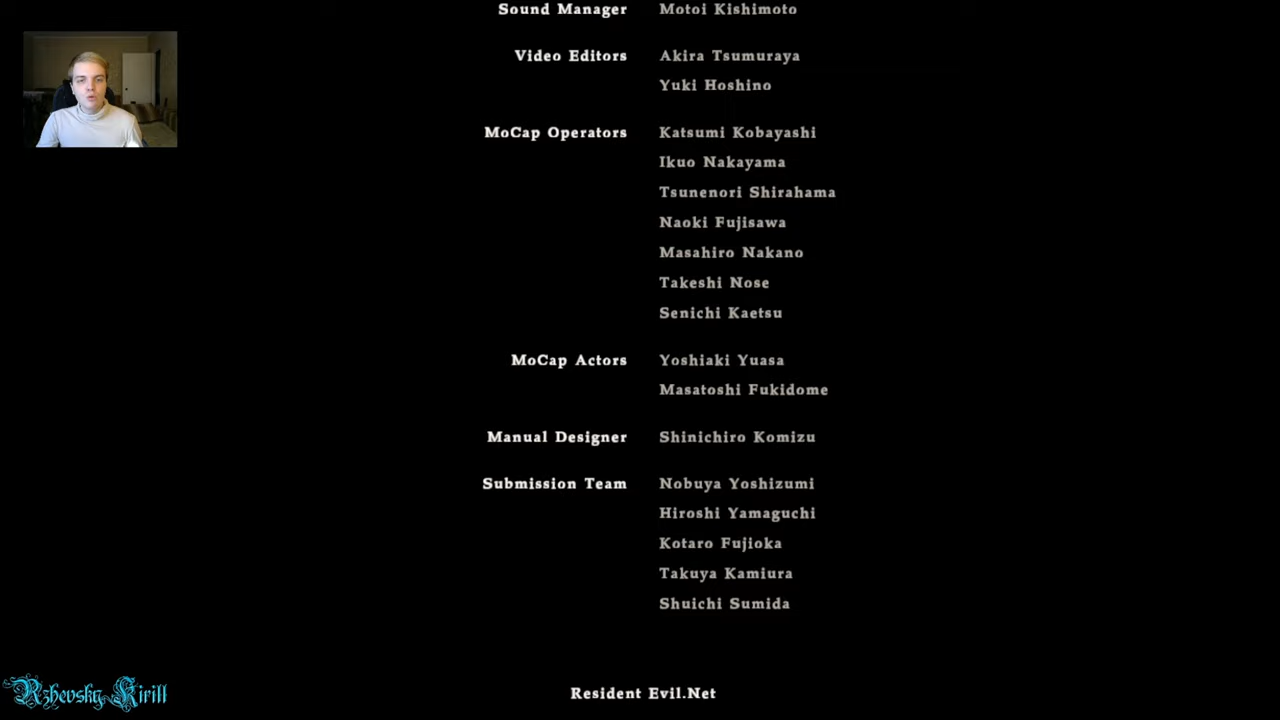 Sound Manager Motoi Kishimoto
Video Editors Akira Tsumuraya
Yuki Hoshino
MoCap Operators Katsumi Kobayashi
Ikuo Nakayama
Tsunenori Shirahama
Naoki Fujisawa
Masahiro Nakano
Takeshi Nose
Senichi Kaetsu
MoCap Actors Yoshiaki Yuasa
Masatoshi Fukidome
Manual Designer Shinichiro Komizu
Submission Team Nobuya Yoshizumi
Hiroshi Yamaguchi
Kotaro Fujioka
Takuya Kamiura
Shuichi Sumida
Resident Evil.Net
Rzhevsky Kirill